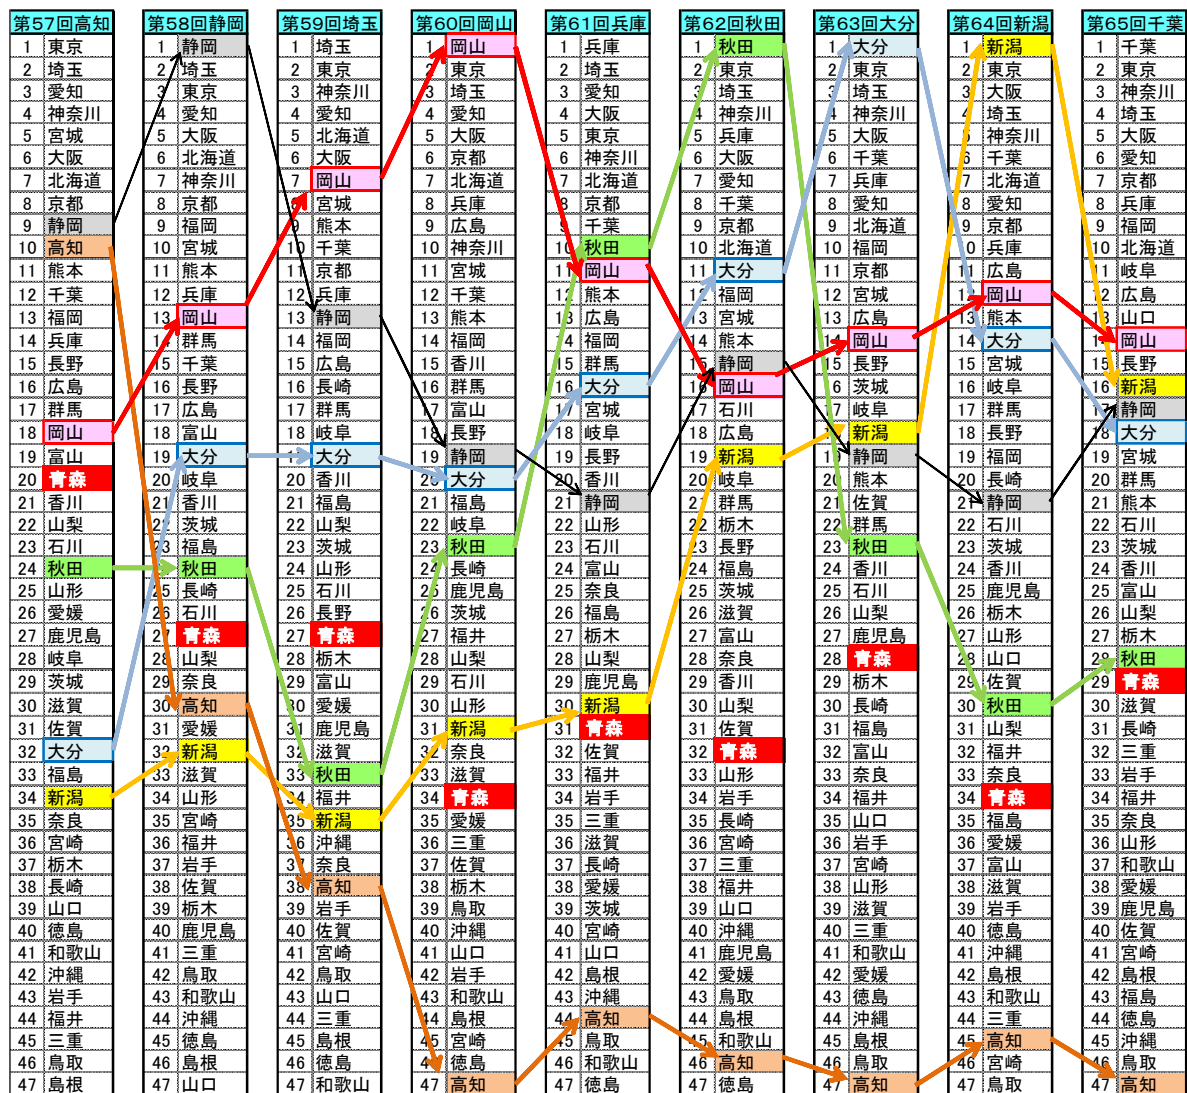 第57回高知 第58回静岡 第59回埼玉 第60回岡山 第61回兵庫 第62回秋田 第63回大分 第64回新潟 第65回千葉
1 東京 1 静岡 1 埼玉 1 岡山 1 兵庫 1 秋田 1 大分 1 新潟 1 千葉
2 埼玉 2 埼玉 2 東京 2 東京 2 埼玉 2 東京 2 東京 2 東京 2 東京
3 愛知 3 東京 3 神奈川 3 埼玉 3 愛知 3 埼玉 3 埼玉 3 大阪 3 神奈川
4 神奈川 4 愛知 4 愛知 4 愛知 4 大阪 4 神奈川 4 神奈川 4 埼玉 4 埼玉
5 宮城 5 大阪 5 北海道 5 大阪 5 東京 5 兵庫 5 大阪 5 神奈川 5 大阪
6 大阪 6 北海道 6 大阪 6 京都 6 神奈川 6 大阪 6 千葉 6 千葉 6 愛知
7 北海道 7 神奈川 7 岡山 7 北海道 7 北海道 7 愛知 7 兵庫 7 北海道 7 京都
8 京都 8 京都 8 宮城 8 兵庫 8 京都 8 千葉 8 愛知 8 愛知 8 兵庫
9 静岡 9 福岡 9 熊本 9 広島 9 千葉 9 京都 9 北海道 9 京都 9 福岡
10 高知 10 宮城 10 千葉 10 神奈川 10 秋田 10 北海道 10 福岡 10 兵庫 10 北海道
11 熊本 11 熊本 11 京都 11 宮城 11 岡山 11 大分 11 京都 11 広島 11 岐阜
12 千葉 12 兵庫 12 兵庫 12 千葉 12 熊本 12 福岡 12 宮城 12 岡山 12 広島
13 福岡 13 岡山 13 静岡 13 熊本 13 広島 13 宮城 13 広島 13 熊本 13 山口
14 兵庫 14 群馬 14 福岡 14 福岡 14 福岡 14 熊本 14 岡山 14 大分 14 岡山
15 長野 15 千葉 15 広島 15 香川 15 群馬 15 静岡 15 長野 15 宮城 15 長野
16 広島 16 長野 16 長崎 16 群馬 16 大分 16 岡山 16 茨城 16 岐阜 16 新潟
17 群馬 17 広島 17 群馬 17 富山 17 宮城 17 石川 17 岐阜 17 群馬 17 静岡
18 岡山 18 富山 18 岐阜 18 長野 18 岐阜 18 広島 18 新潟 18 長野 18 大分
19 富山 19 大分 19 大分 19 静岡 19 長野 19 新潟 19 静岡 19 福岡 19 宮城
20 青森 20 岐阜 20 香川 20 大分 20 香川 20 岐阜 20 熊本 20 長崎 20 群馬
21 香川 21 香川 21 福島 21 福島 21 静岡 21 群馬 21 佐賀 21 静岡 21 熊本
22 山梨 22 茨城 22 山梨 22 岐阜 22 山形 22 栃木 22 群馬 22 石川 22 石川
23 石川 23 福島 23 茨城 23 秋田 23 石川 23 長野 23 秋田 23 茨城 23 茨城
24 秋田 24 秋田 24 山形 24 長崎 24 富山 24 福島 24 香川 24 香川 24 香川
25 山形 25 長崎 25 石川 25 鹿児島 25 奈良 25 茨城 25 石川 25 鹿児島 25 富山
26 愛媛 26 石川 26 長野 26 茨城 26 福島 26 滋賀 26 山梨 26 栃木 26 山梨
27 鹿児島 27 青森 27 青森 27 福井 27 栃木 27 富山 27 鹿児島 27 山形 27 栃木
28 岐阜 28 山梨 28 栃木 28 山梨 28 山梨 28 奈良 28 青森 28 山口 28 秋田
29 茨城 29 奈良 29 富山 29 石川 29 鹿児島 29 香川 29 栃木 29 佐賀 29 青森
30 滋賀 30 高知 30 愛媛 30 山形 30 新潟 30 山梨 30 長崎 30 秋田 30 滋賀
31 佐賀 31 愛媛 31 鹿児島 31 新潟 31 青森 31 佐賀 31 福島 31 山梨 31 長崎
32 大分 32 新潟 32 滋賀 32 奈良 32 佐賀 32 青森 32 富山 32 福井 32 三重
33 福島 33 滋賀 33 秋田 33 滋賀 33 福井 33 山形 33 奈良 33 奈良 33 岩手
34 新潟 34 山形 34 福井 34 青森 34 岩手 34 岩手 34 福井 34 青森 34 福井
35 奈良 35 宮崎 35 新潟 35 愛媛 35 三重 35 長崎 35 山口 35 福島 35 奈良
36 宮崎 36 福井 36 沖縄 36 三重 36 滋賀 36 宮崎 36 岩手 36 愛媛 36 山形
37 栃木 37 岩手 37 奈良 37 佐賀 37 長崎 37 三重 37 宮崎 37 富山 37 和歌山
38 長崎 38 佐賀 38 高知 38 栃木 38 愛媛 38 福井 38 山形 38 滋賀 38 愛媛
39 山口 39 栃木 39 岩手 39 鳥取 39 茨城 39 山口 39 滋賀 39 岩手 39 鹿児島
40 徳島 40 鹿児島 40 佐賀 40 沖縄 40 宮崎 40 沖縄 40 三重 40 徳島 40 佐賀
41 和歌山 41 三重 41 宮崎 41 山口 41 山口 41 鹿児島 41 和歌山 41 沖縄 41 宮崎
42 沖縄 42 鳥取 42 鳥取 42 岩手 42 島根 42 愛媛 42 愛媛 42 島根 42 島根
43 岩手 43 和歌山 43 山口 43 和歌山 43 沖縄 43 鳥取 43 徳島 43 和歌山 43 福島
44 福井 44 沖縄 44 三重 44 島根 44 高知 44 島根 44 沖縄 44 三重 44 徳島
45 三重 45 徳島 45 島根 45 宮崎 45 鳥取 45 和歌山 45 島根 45 高知 45 沖縄
46 鳥取 46 島根 46 徳島 46 徳島 46 和歌山 46 高知 46 鳥取 46 宮崎 46 鳥取
47 島根 47 山口 47 和歌山 47 高知 47 徳島 47 徳島 47 高知 47 鳥取 47 高知